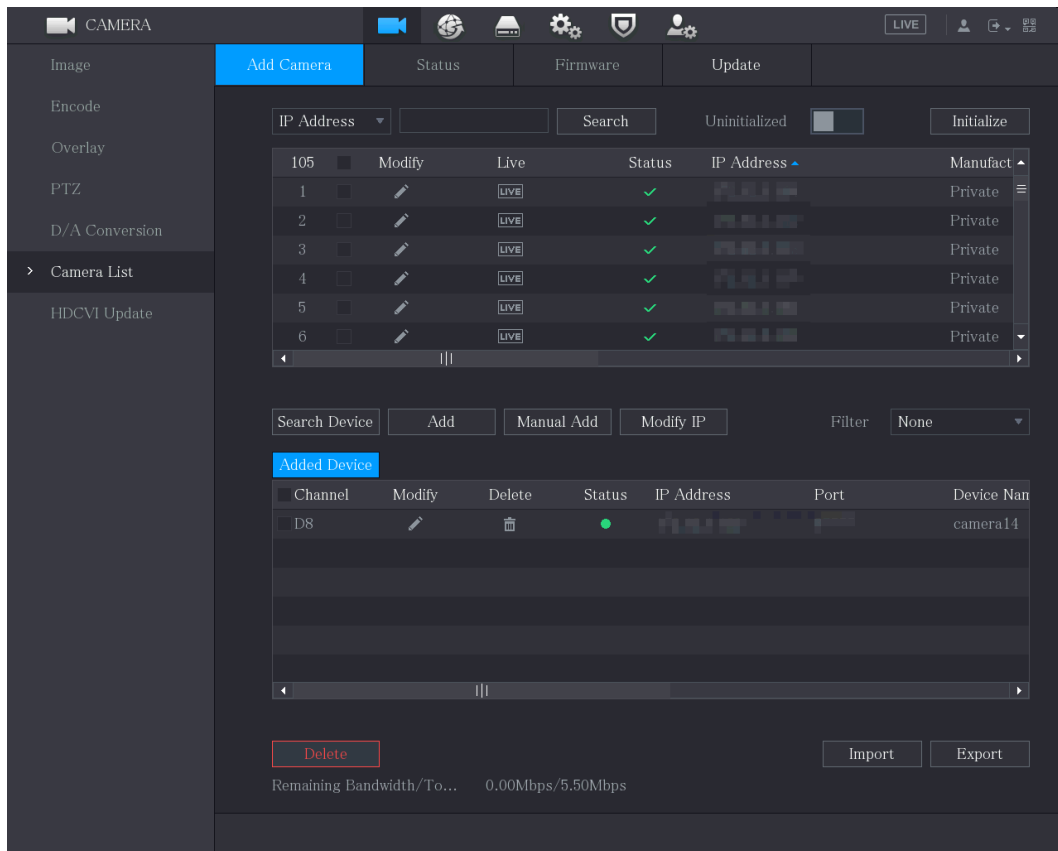 CAMERA LIVE
Image
Encode
Overlay
PTZ
D/A Conversion
Camera List
HDCVI Update
Add Camera Status Firmware Update
IP Address Search Uninitialized Initialize
105 Modify Live Status IP Address Manufact
1 LIVE Private
2 LIVE Private
3 LIVE Private
4 LIVE Private
5 LIVE Private
6 LIVE Private
Search Device Add Manual Add Modify IP Filter None
Added Device
Channel Modify Delete Status IP Address Port Device Nam
D8 camera14
Delete Import Export
Remaining Bandwidth/To... 0.00Mbps/5.50Mbps